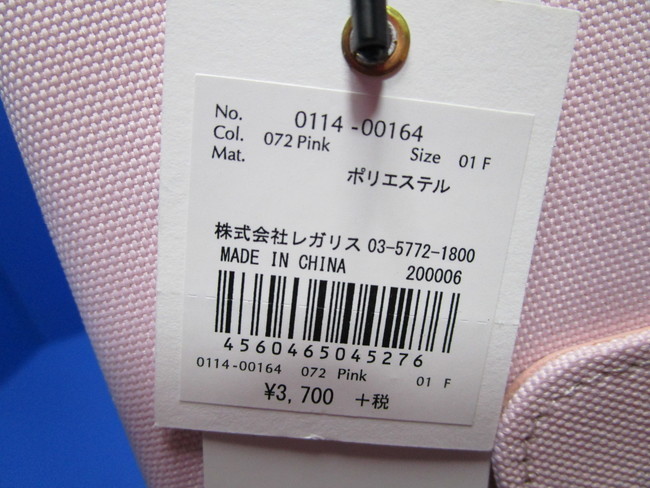 No. 0114-00164
Col. 072 Pink Size 01 F
Mat.
ポリエステル
株式会社レガリス 03-5772-1800
MADE IN CHINA 200006
4560465045276
0114-00164 072 Pink 01 F
¥3,700 +税